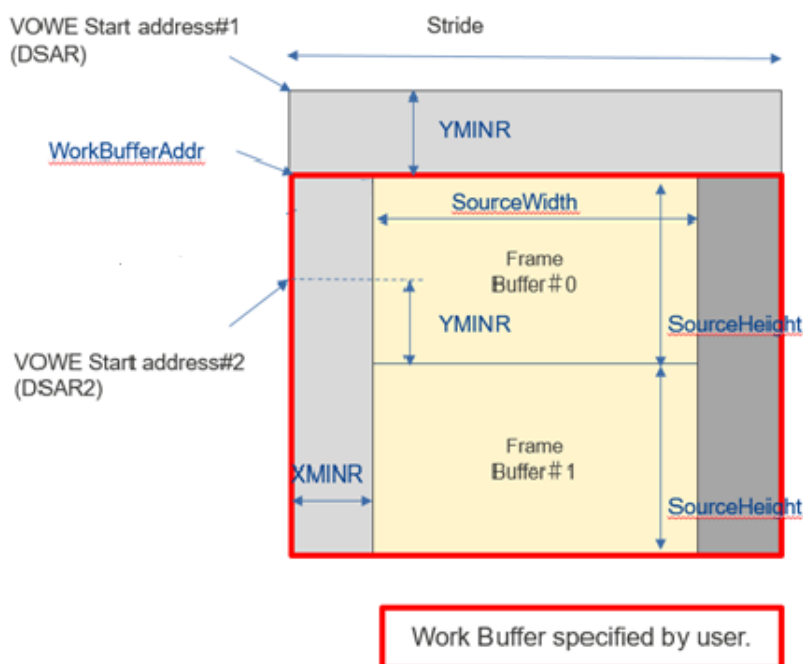 VOWE Start address#1
(DSAR)
Stride
YMINR
WorkBufferAddr
SourceWidth
Frame
Buffer#0
YMINR
SourceHeight
VOWE Start address#2
(DSAR2)
Frame
Buffer#1
XMINR
SourceHeight
Work Buffer specified by user.